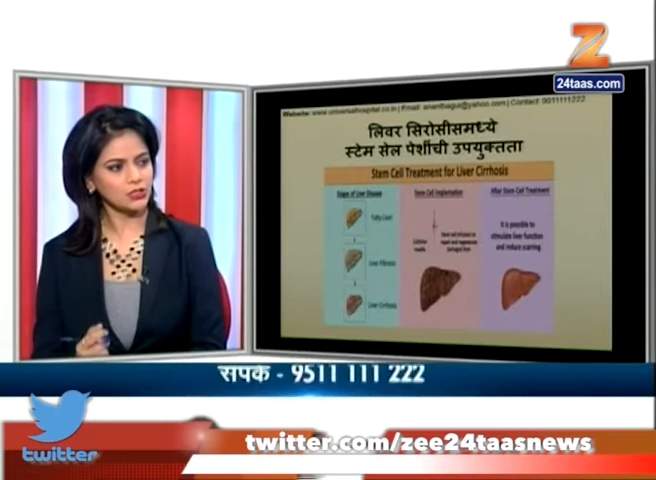 24taas.com
Website: www.universalhospital.co.in | Email: anantbagul@yahoo.com | Contact: 9011111222
लिवर सिरोसीसमध्ये
स्टेम सेल पेशींची उपयुक्तता
Stem Cell Treatment for Liver Cirrhosis
Stages of Liver Disease
Stem Cell Implantation
After Stem Cell Treatment
Fatty Liver
Liver Fibrosis
Liver Cirrhosis
It is possible to
stimulate liver function
and reduce scarring
संपर्क - 9511 111 222
twitter
twitter.com/zee24taasnews